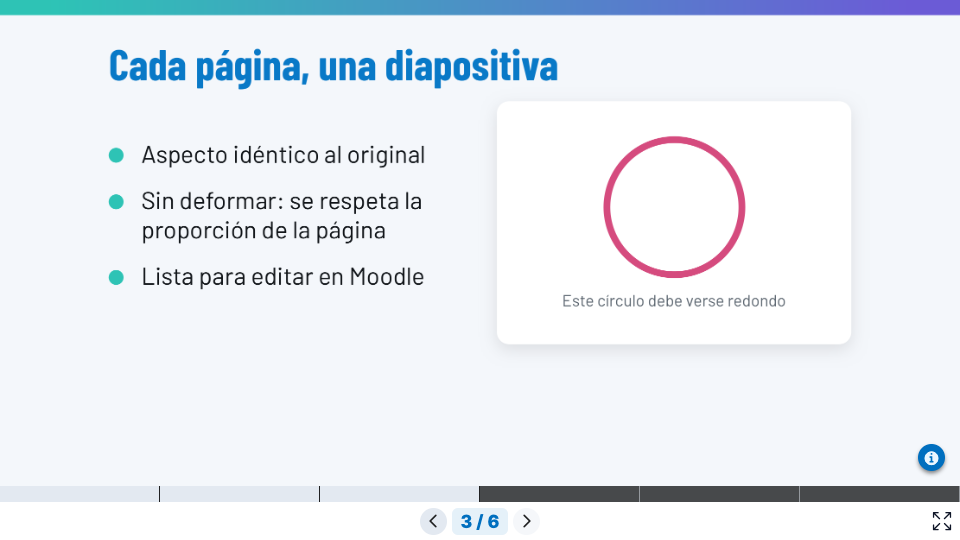 Cada página, una diapositiva
Aspecto idéntico al original
Sin deformar: se respeta la
proporción de la página
Lista para editar en Moodle
Este círculo debe verse redondo
3 / 6